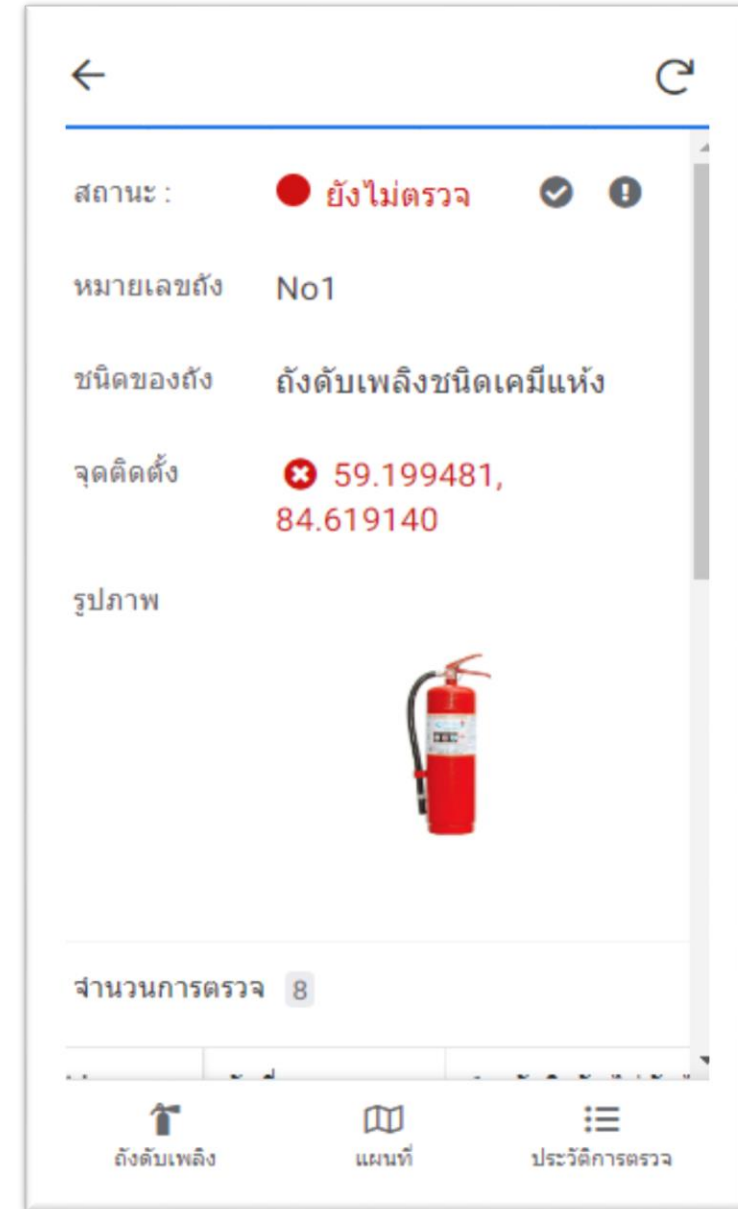 สถานะ : ยังไม่ตรวจ
หมายเลขถัง No1
ชนิดของถัง ถังดับเพลิงชนิดเคมีแห้ง
จุดติดตั้ง 59.199481,
84.619140
รูปภาพ
จำนวนการตรวจ 8
ถังดับเพลิง แผนที่ ประวัติการตรวจ